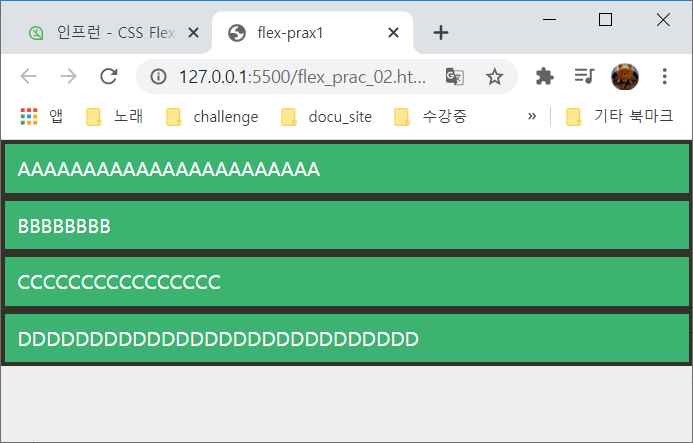 인프런 - CSS Flex
flex-prax1
127.0.0.1:5500/flex_prac_02.ht...
앱 노래 challenge docu_site 수강중 » 기타 북마크
AAAAAAAAAAAAAAAAAAAAAAA
BBBBBBBB
CCCCCCCCCCCCCCCC
DDDDDDDDDDDDDDDDDDDDDDDDDDDD